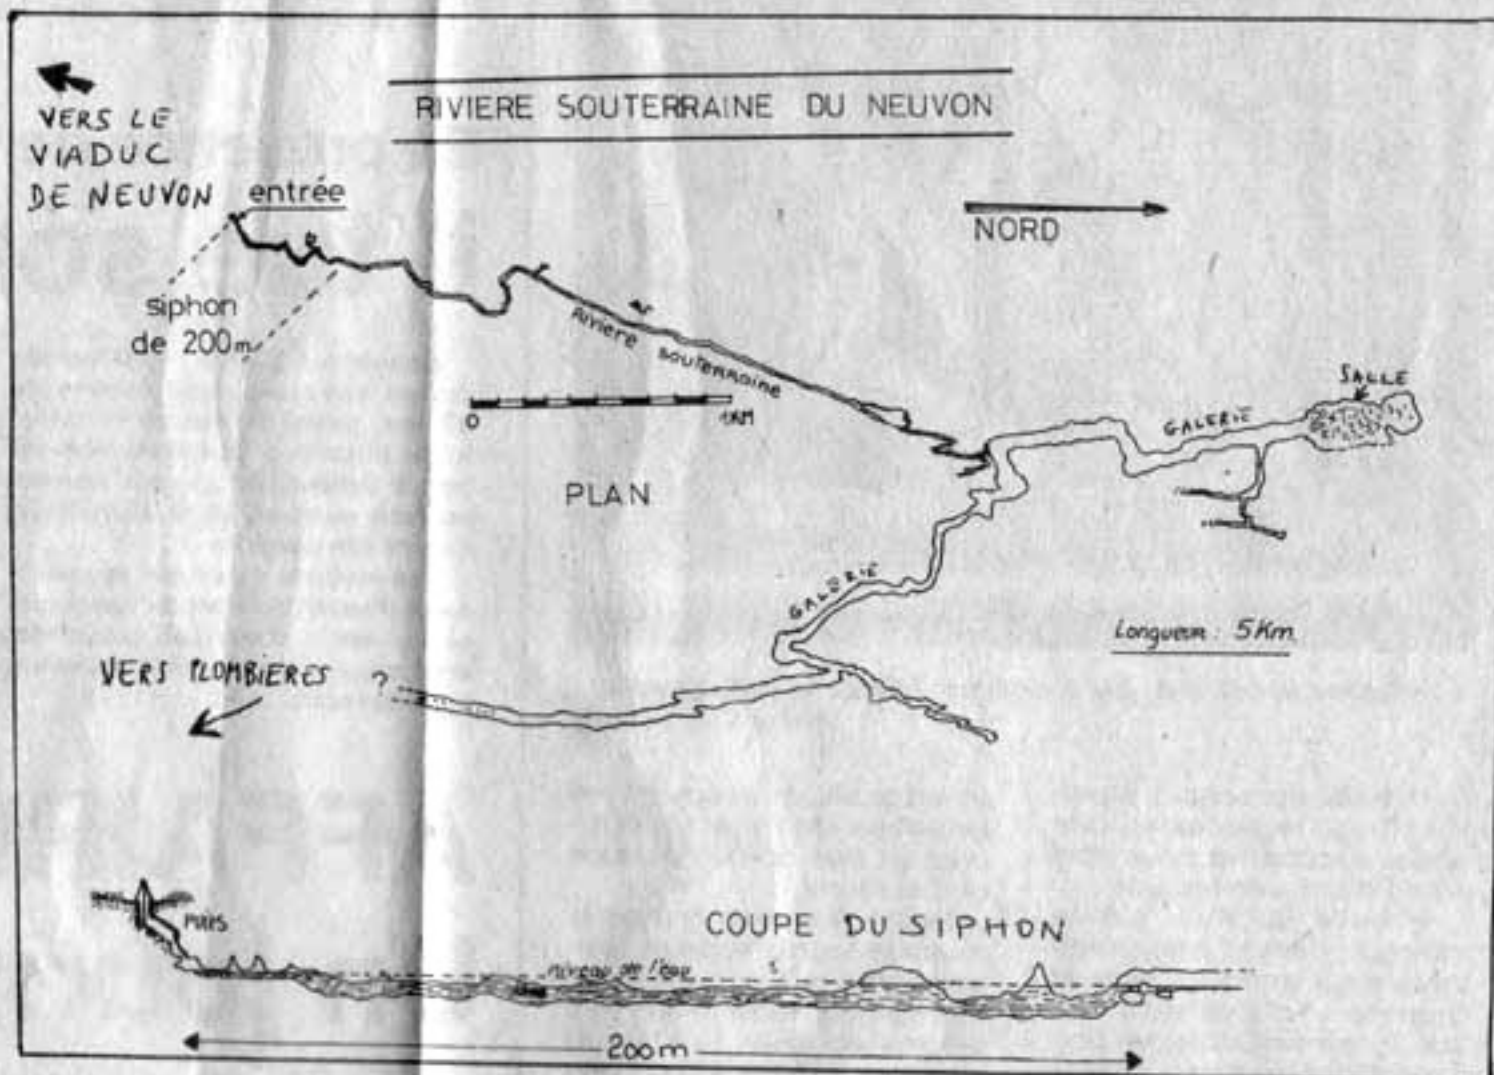 RIVIERE SOUTERRAINE DU NEUVON
VERS LE
VIADUC
DE NEUVON
entrée
NORD
siphon
de 200m
Rivière souterraine
0 1KM
SALLE
GALERIE
PLAN
GALERIE
Longueur : 5Km
VERS PLOMBIERES ?
PUITS
COUPE DU SIPHON
niveau de l'eau
200m